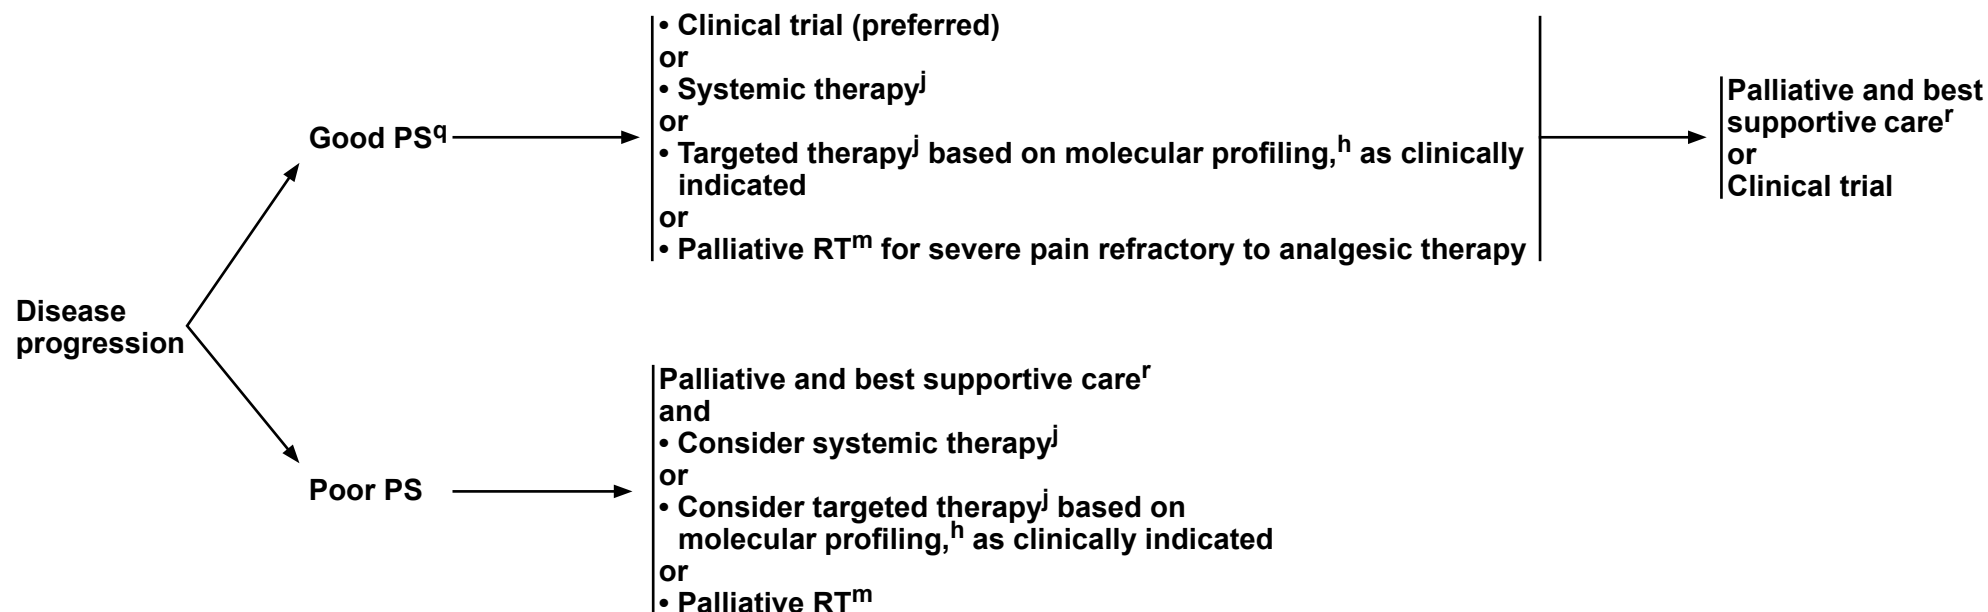 Disease
progression
Good PSq
• Clinical trial (preferred)
or
• Systemic therapyj
or
• Targeted therapyj based on molecular profiling,h as clinically
indicated
or
• Palliative RTm for severe pain refractory to analgesic therapy
Palliative and best
supportive carer
or
Clinical trial
Poor PS
Palliative and best supportive carer
and
• Consider systemic therapyj
or
• Consider targeted therapyj based on
molecular profiling,h as clinically indicated
or
• Palliative RTm